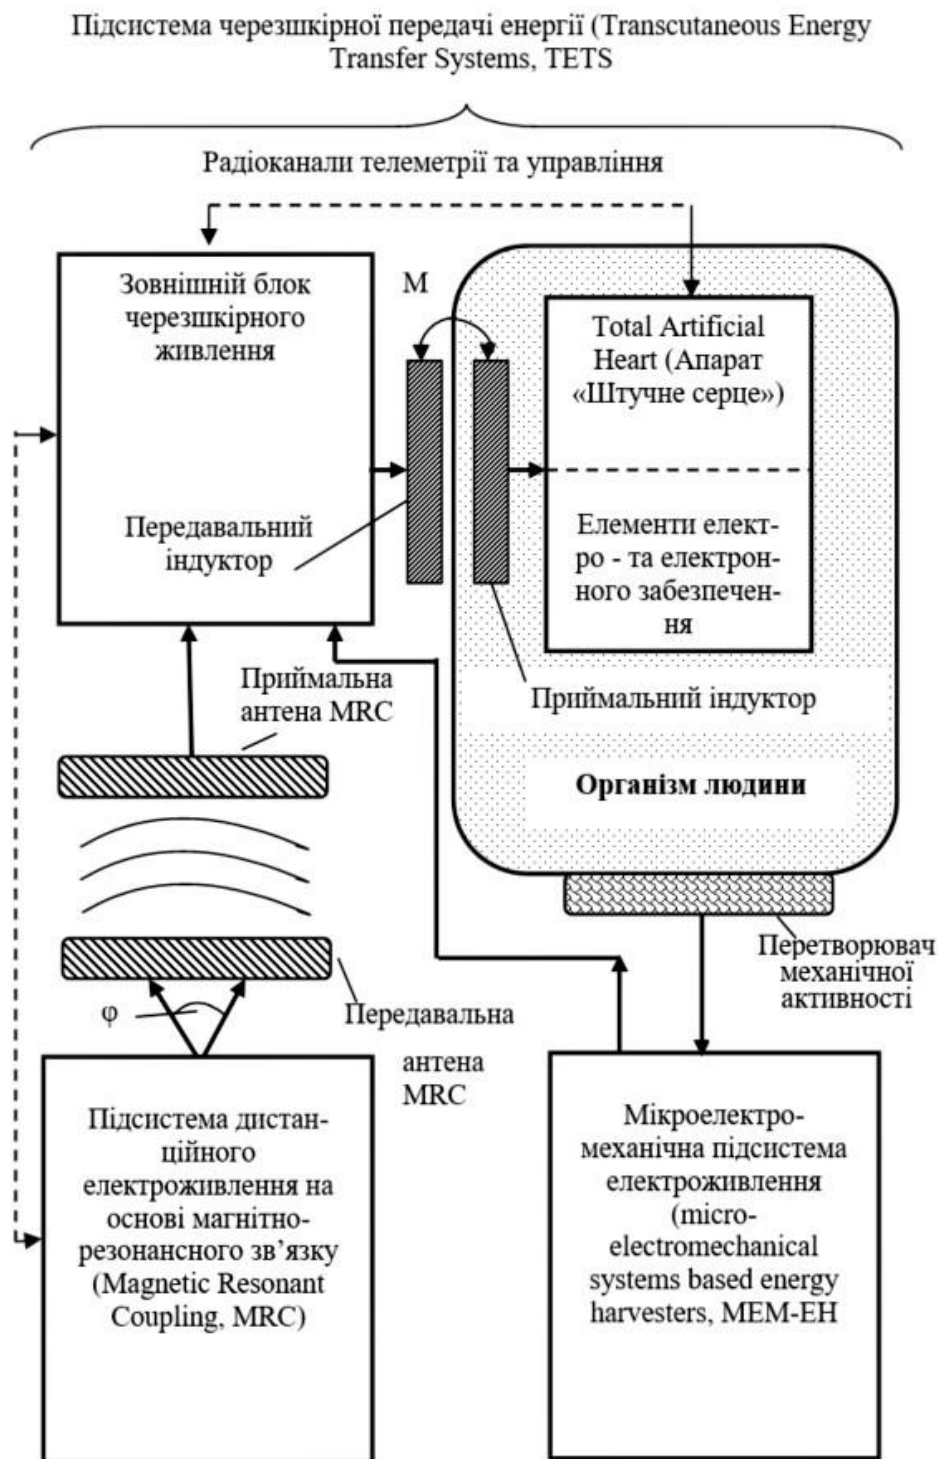 Підсистема черезшкірної передачі енергії (Transcutaneous Energy
Transfer Systems, TETS
Радіоканали телеметрії та управління
Зовнішній блок
черезшкірного
живлення
M
Total Artificial
Heart (Апарат
«Штучне серце»)
Передавальний
індуктор
Елементи елект-
ро - та електрон-
ного забезпечен-
ня
Приймальна
антена MRC
Приймальний індуктор
Організм людини
Перетворювач
механічної
активності
φ
Передавальна
антена
MRC
Підсистема дистан-
ційного
електроживлення на
основі магнітно-
резонансного зв’язку
(Magnetic Resonant
Coupling, MRC)
Мікроелектро-
механічна підсистема
електроживлення
(micro-
electromechanical
systems based energy
harvesters, MEM-EH